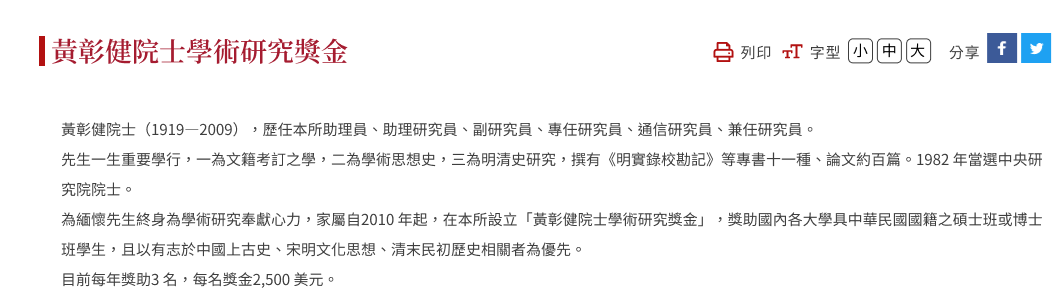 黃彰健院士學術研究獎金
列印 字型 小 中 大 分享
黃彰健院士（1919—2009），歷任本所助理員、助理研究員、副研究員、專任研究員、通信研究員、兼任研究員。
先生一生重要學行，一為文籍考訂之學，二為學術思想史，三為明清史研究，撰有《明實錄校勘記》等專書十一種、論文約百篇。1982 年當選中央研
究院院士。
為緬懷先生終身為學術研究奉獻心力，家屬自2010 年起，在本所設立「黃彰健院士學術研究獎金」，獎助國內各大學具中華民國國籍之碩士班或博士
班學生，且以有志於中國上古史、宋明文化思想、清末民初歷史相關者為優先。
目前每年獎助3 名，每名獎金2,500 美元。